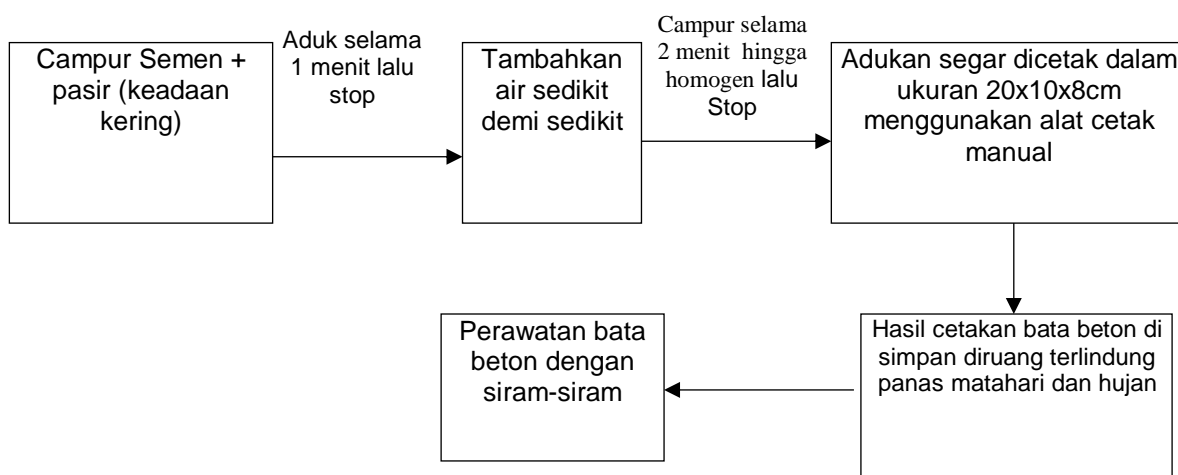 Campur Semen +
pasir (keadaan
kering)
Aduk selama
1 menit lalu
stop
Tambahkan
air sedikit
demi sedikit
Campur selama
2 menit hingga
homogen lalu
Stop
Adukan segar dicetak dalam
ukuran 20x10x8cm
menggunakan alat cetak
manual
Hasil cetakan bata beton di
simpan diruang terlindung
panas matahari dan hujan
Perawatan bata
beton dengan
siram-siram